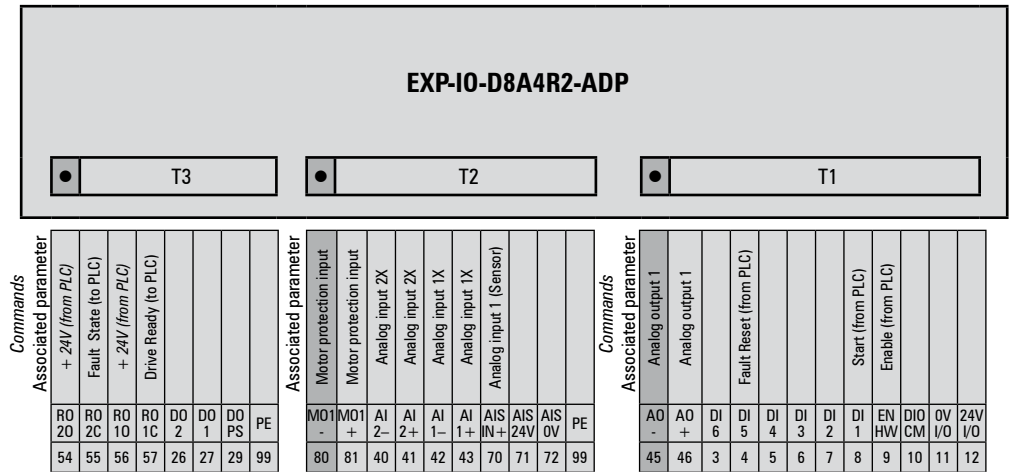 EXP-IO-D8A4R2-ADP
T3
T2
T1
Commands
Associated parameter
+ 24V (from PLC)
Fault State (to PLC)
+ 24V (from PLC)
Drive Ready (to PLC)
Associated parameter
Motor protection input
Motor protection input
Analog input 2X
Analog input 2X
Analog input 1X
Analog input 1X
Analog input 1 (Sensor)
Commands
Associated parameter
Analog output 1
Analog output 1
Fault Reset (from PLC)
Start (from PLC)
Enable (from PLC)
RO RO RO RO DO DO DO PE
2O 2C 1O 1C 2 1 PS
54 55 56 57 26 27 29 99
MO1 MO1 AI AI AI AI AIS AIS AIS PE
- + 2– 2+ 1– 1+ IN+ 24V 0V
80 81 40 41 42 43 70 71 72 99
AO AO DI DI DI DI DI DI EN DIO 0V 24V
- + 6 5 4 3 2 1 HW CM I/O I/O
45 46 3 4 5 6 7 8 9 10 11 12